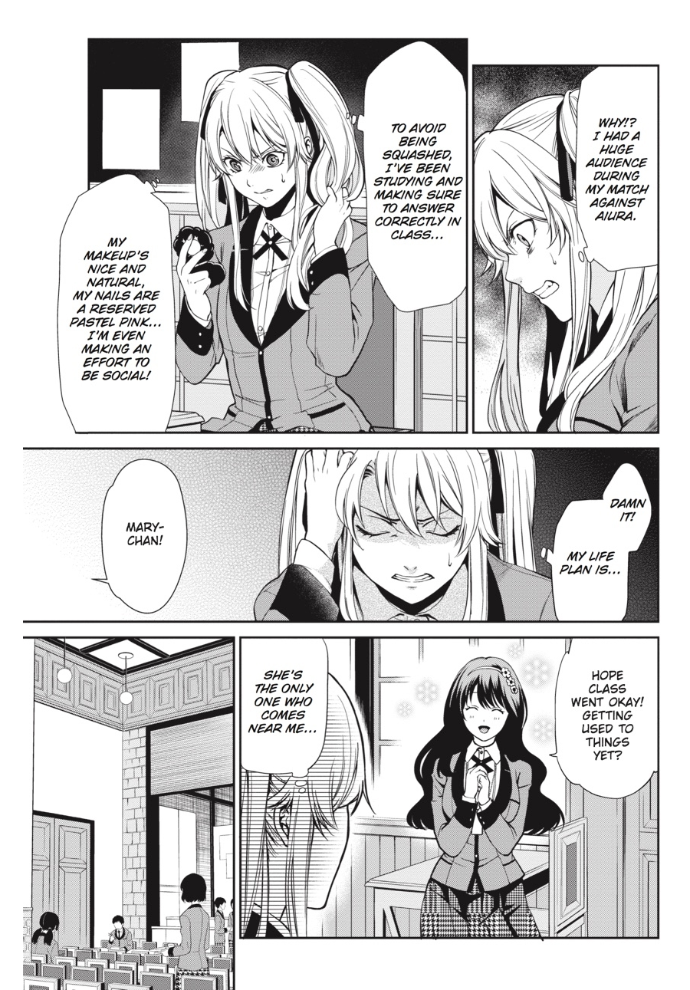 WHY!?
I HAD A
HUGE
AUDIENCE
DURING
MY MATCH
AGAINST
AIURA.
TO AVOID
BEING
SQUASHED,
I'VE BEEN
STUDYING AND
MAKING SURE
TO ANSWER
CORRECTLY IN
CLASS...
MY
MAKEUP'S
NICE AND
NATURAL,
MY NAILS ARE
A RESERVED
PASTEL PINK...
I'M EVEN
MAKING AN
EFFORT TO
BE SOCIAL!
DAMN
IT!
MY LIFE
PLAN IS...
MARY-
CHAN!
HOPE
CLASS
WENT OKAY!
GETTING
USED TO
THINGS
YET?
SHE'S
THE ONLY
ONE WHO
COMES
NEAR ME...